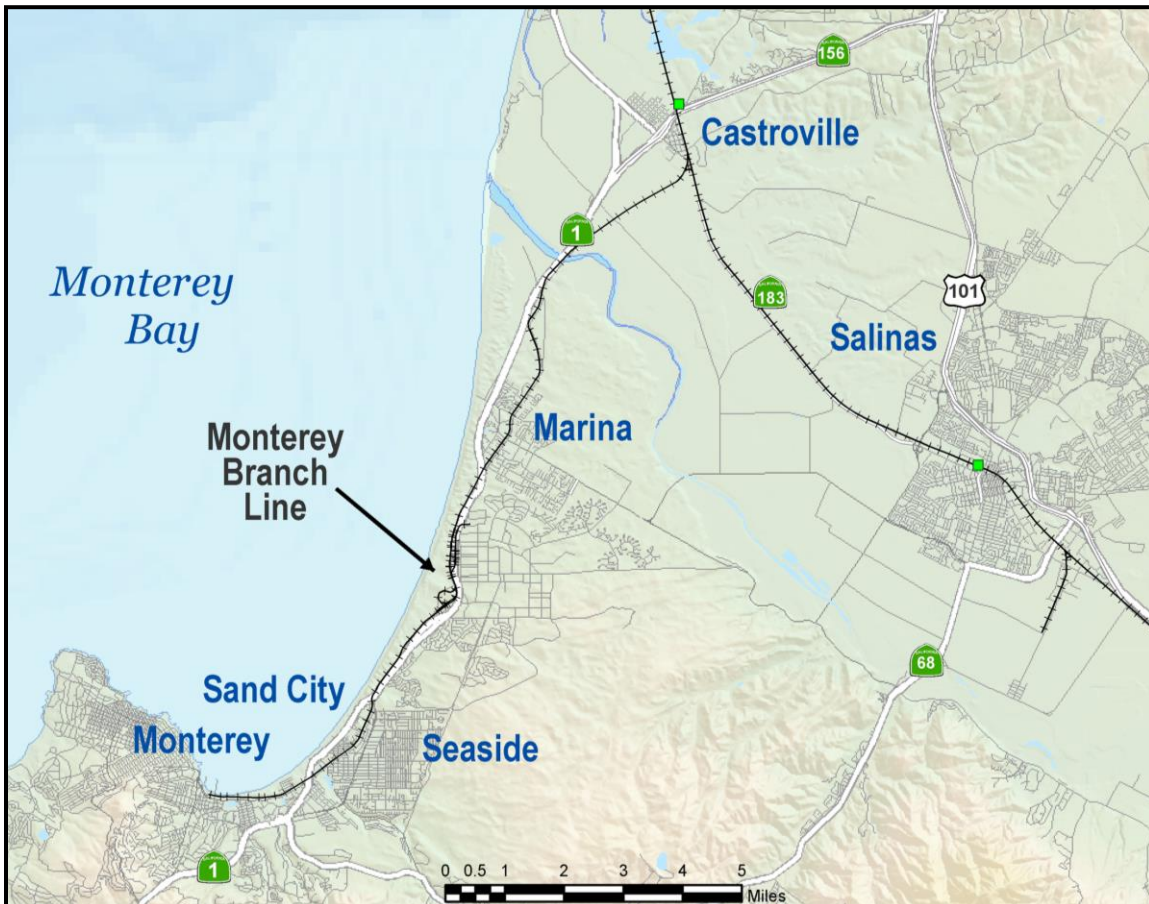 156
Castroville
1
Monterey
Bay
183
101
Salinas
Marina
Monterey
Branch
Line
68
Sand City
Monterey
Seaside
1
0 0.5 1 2 3 4 5
Miles